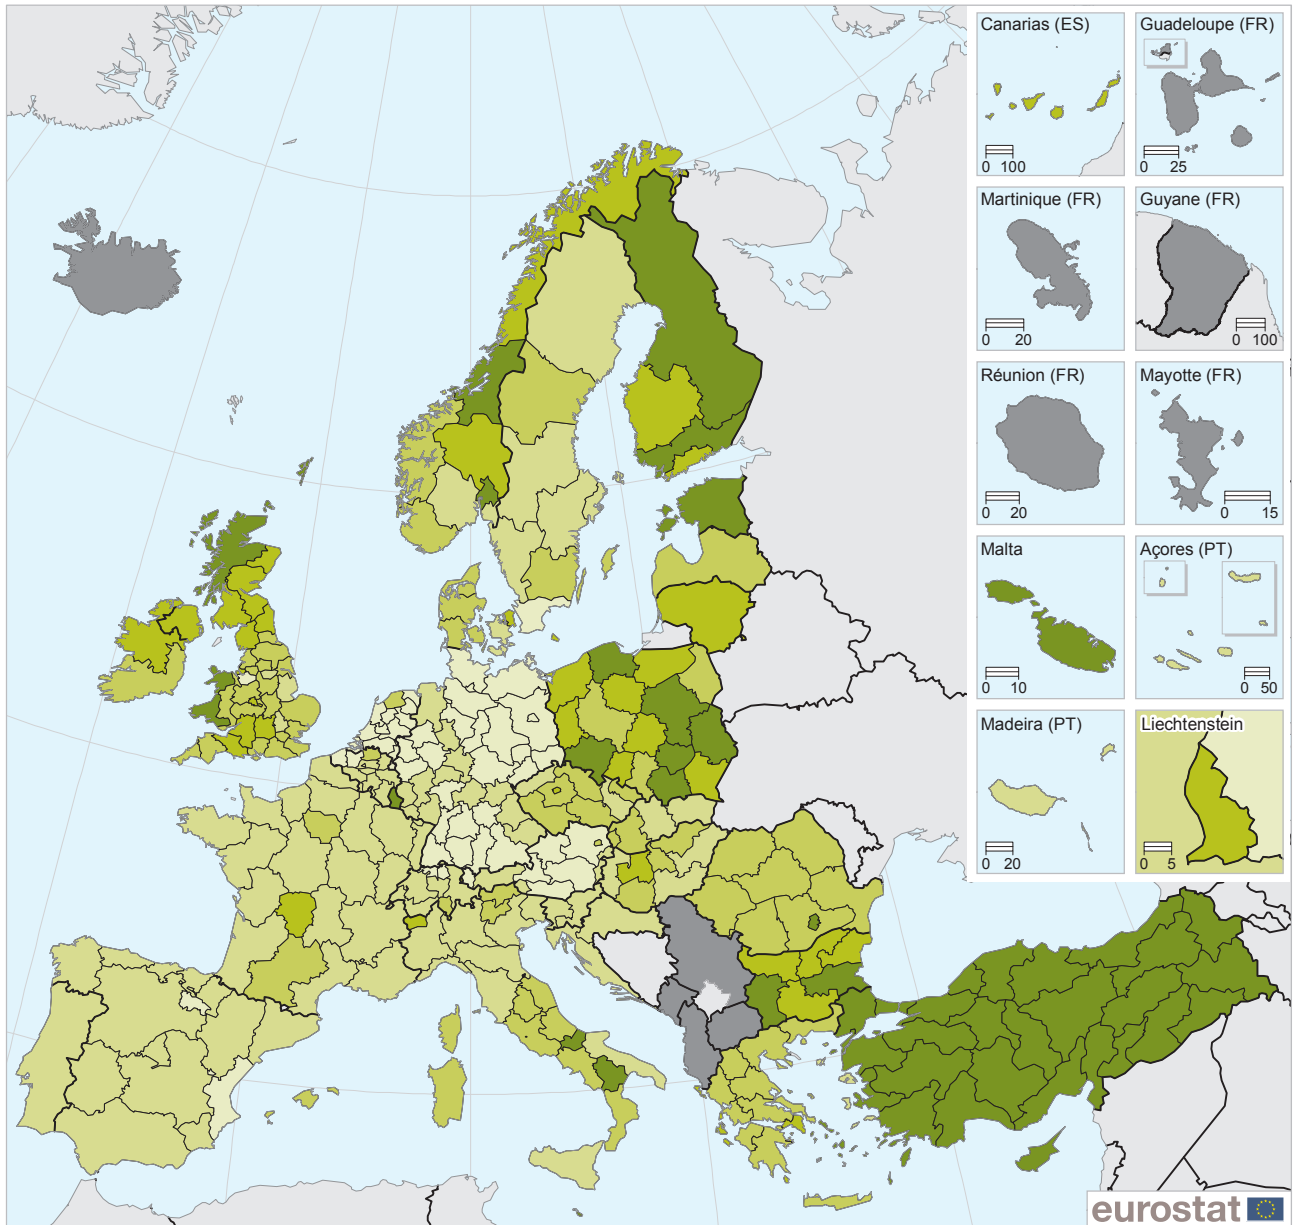 Canarias (ES)
0 100
Guadeloupe (FR)
0 25
Martinique (FR)
0 20
Guyane (FR)
0 100
Réunion (FR)
0 20
Mayotte (FR)
0 15
Malta
0 10
Açores (PT)
0 50
Madeira (PT)
0 20
Liechtenstein
0 5
eurostat